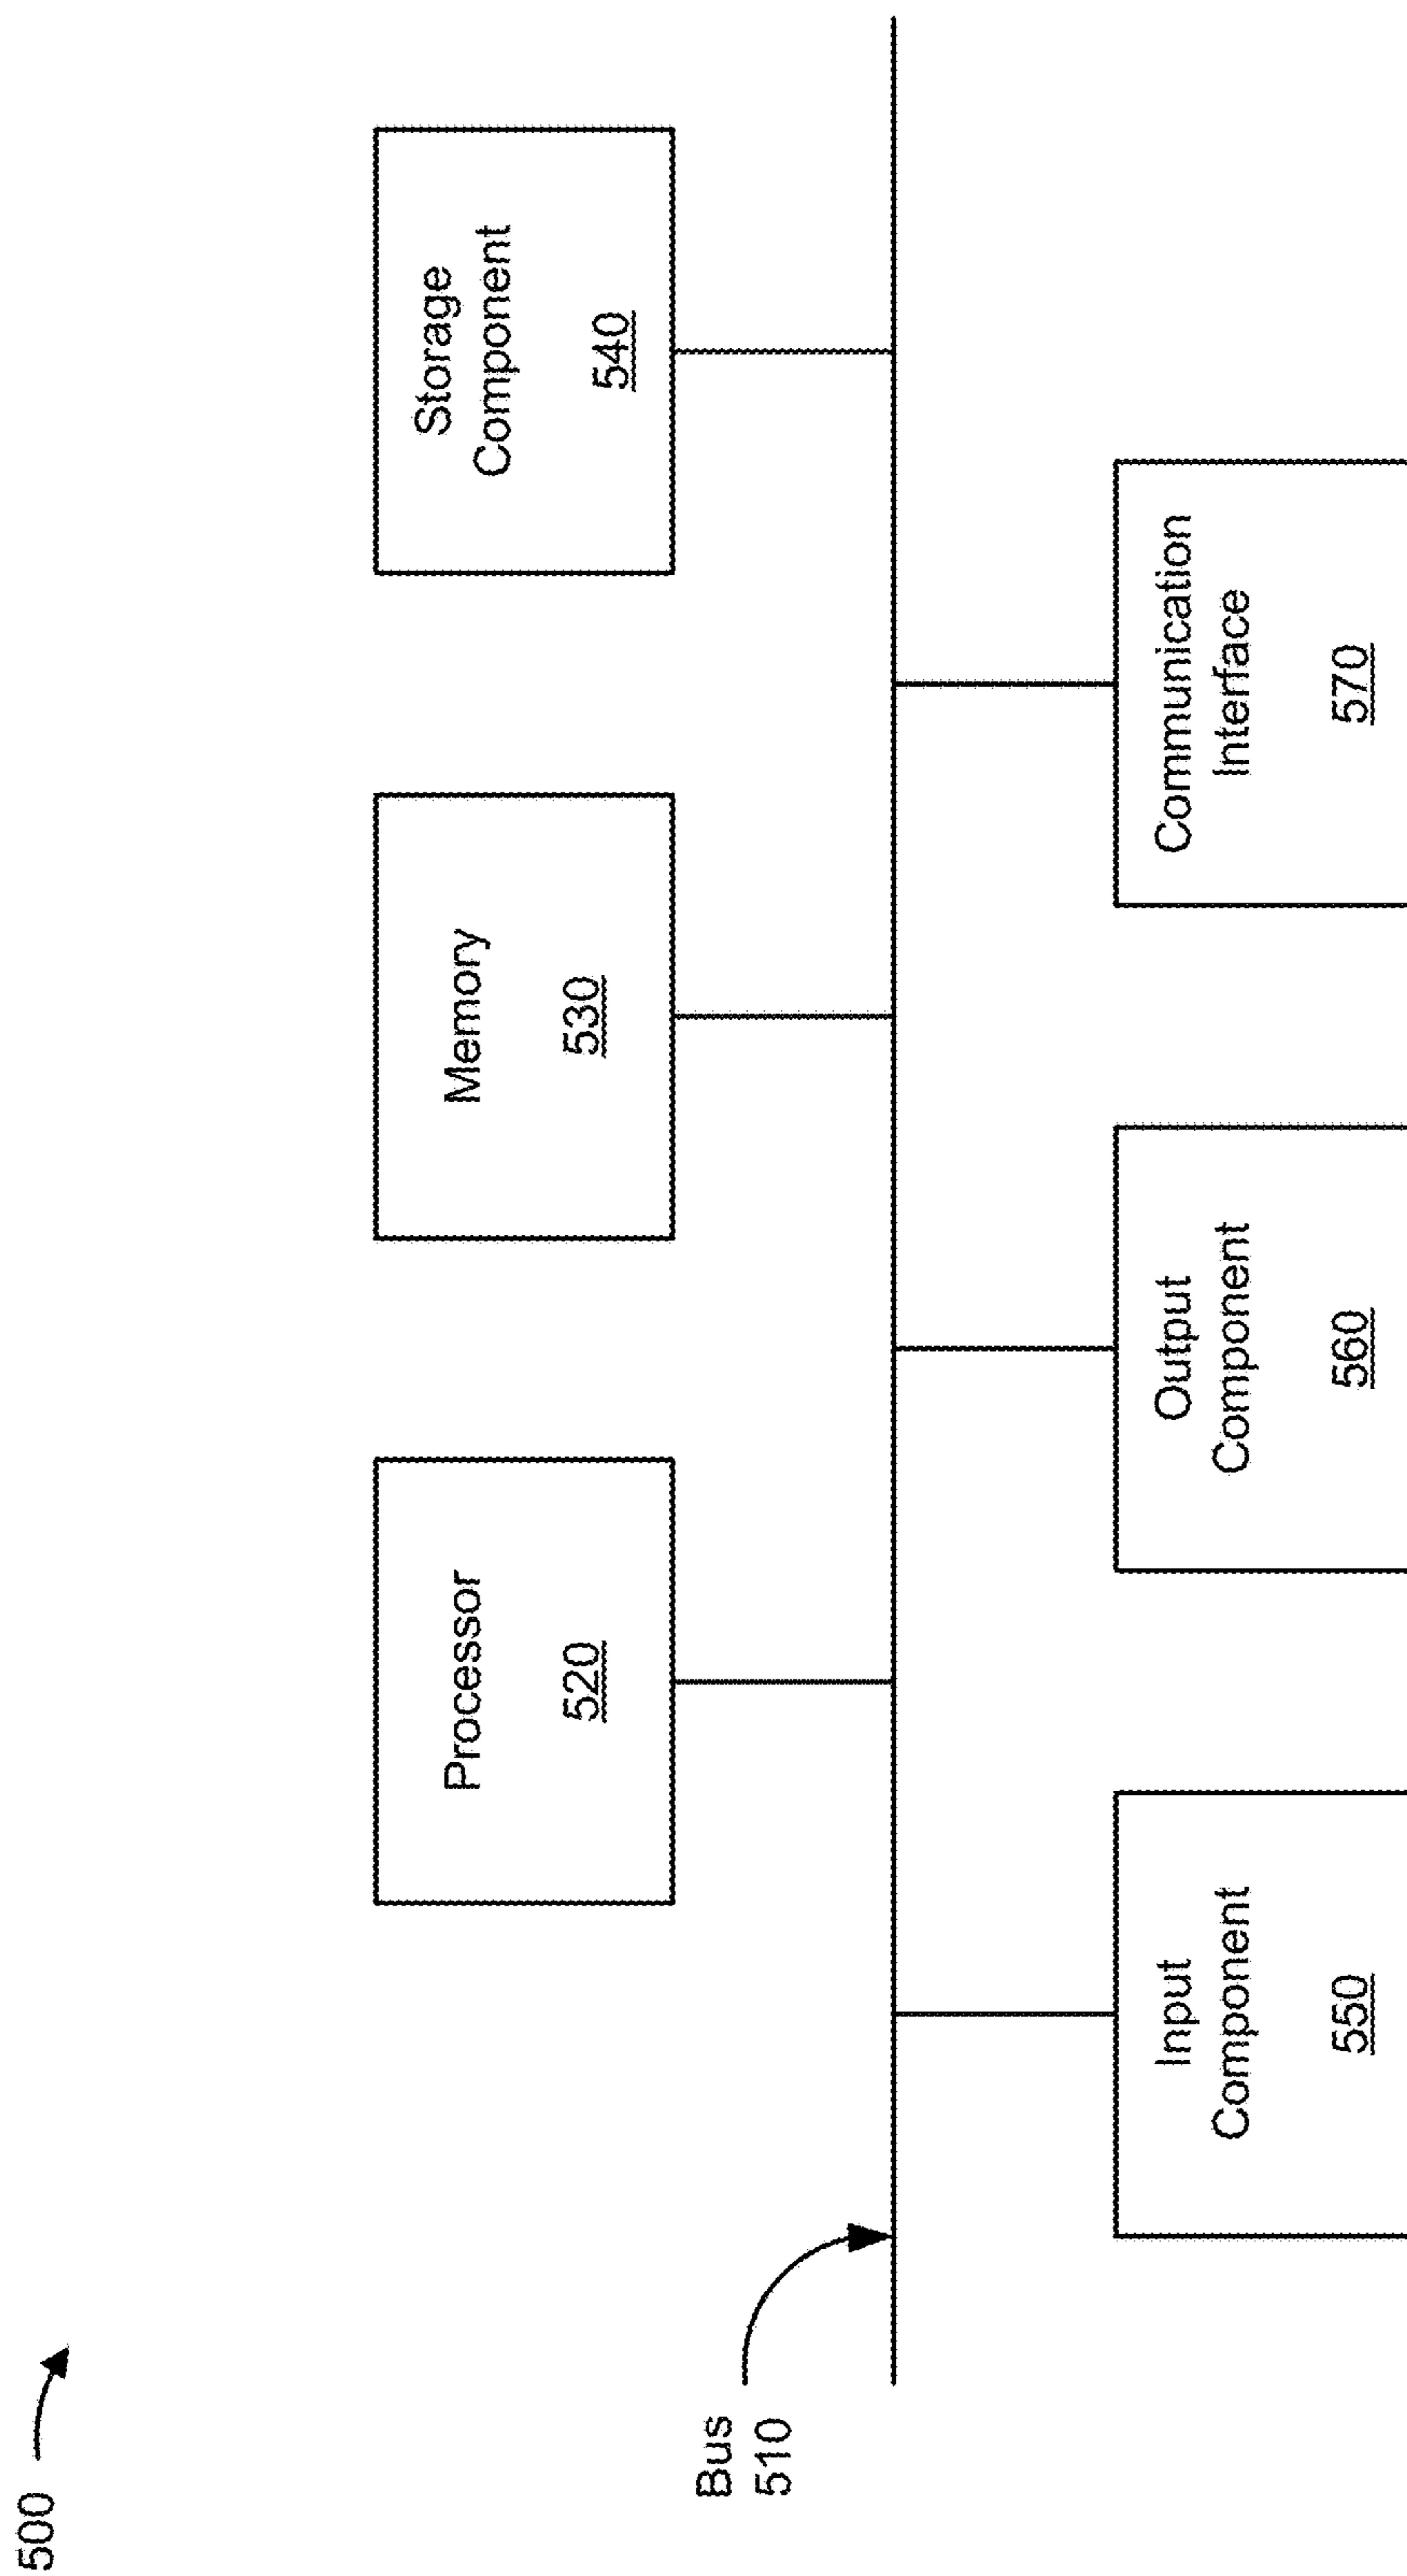 500
Processor
520
Memory
530
Storage
Component
540
Bus
510
Input
Component
550
Output
Component
560
Communication
Interface
570